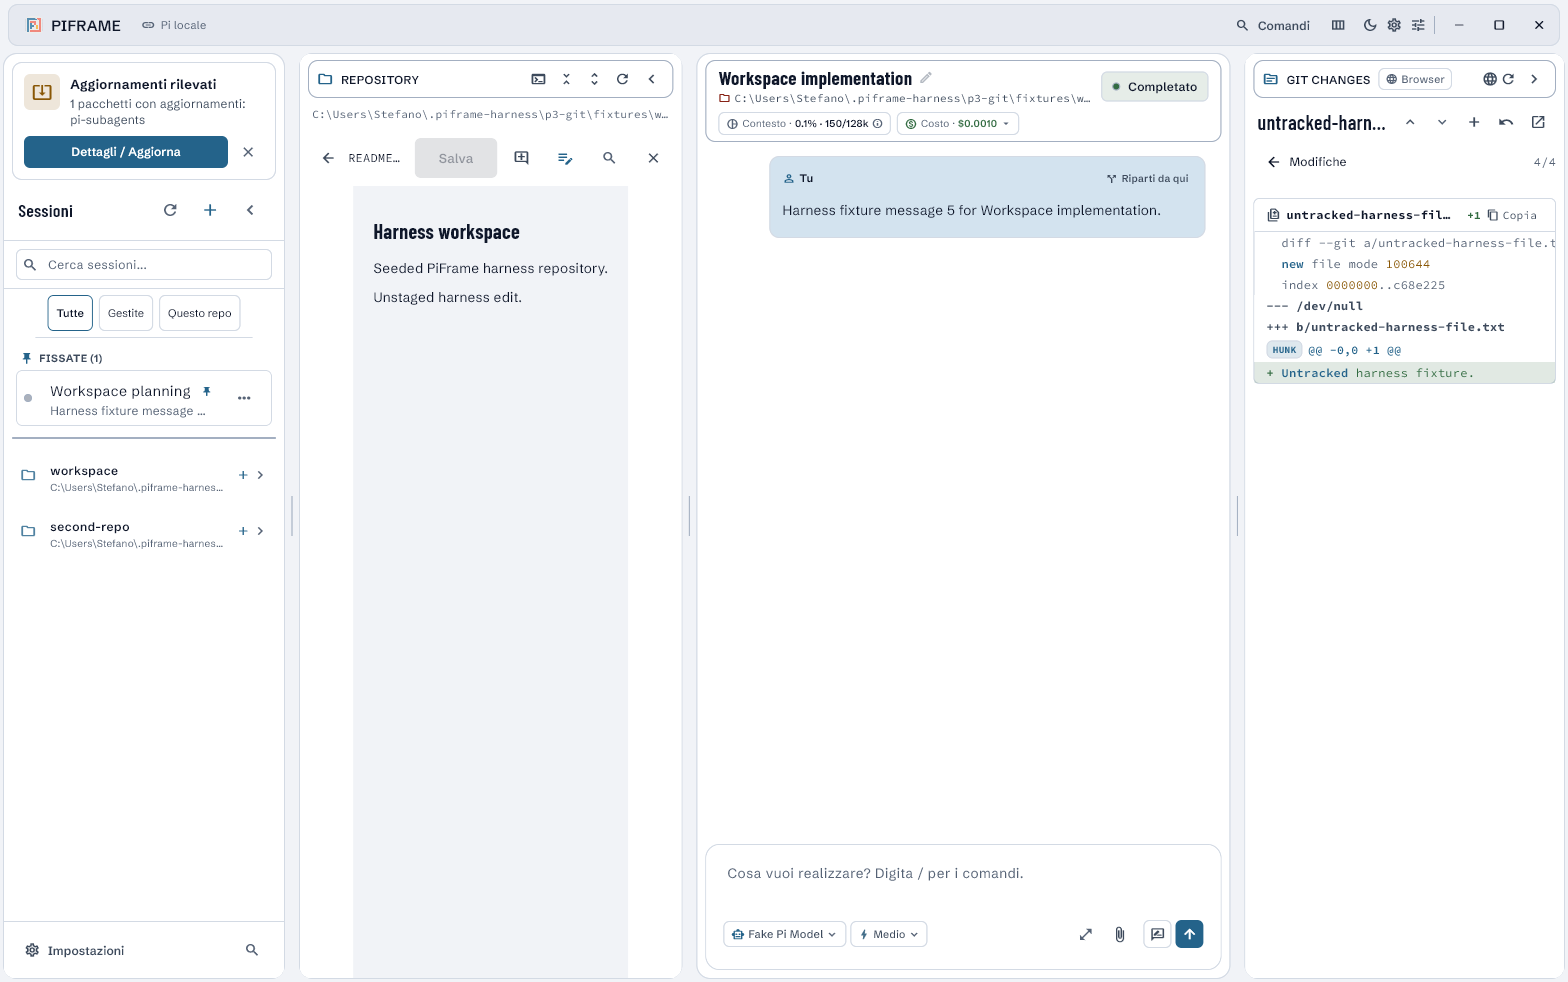 PIFRAME
Pi locale
Comandi
Aggiornamenti rilevati
1 pacchetti con aggiornamenti:
pi-subagents
Dettagli / Aggiorna
Sessioni
Cerca sessioni...
Tutte
Gestite
Questo repo
FISSATE (1)
Workspace planning
Harness fixture message ...
workspace
C:\Users\Stefano\.piframe-harnes...
second-repo
C:\Users\Stefano\.piframe-harnes...
Impostazioni
REPOSITORY
C:\Users\Stefano\.piframe-harness\p3-git\fixtures\w...
README...
Salva
Harness workspace
Seeded PiFrame harness repository.
Unstaged harness edit.
Workspace implementation
C:\Users\Stefano\.piframe-harness\p3-git\fixtures\w...
Completato
Contesto · 0.1% · 150/128k
Costo · $0.0010
Tu
Riparti da qui
Harness fixture message 5 for Workspace implementation.
Cosa vuoi realizzare? Digita / per i comandi.
Fake Pi Model
Medio
GIT CHANGES
Browser
untracked-harn...
Modifiche
4/4
untracked-harness-fil...
+1
Copia
diff --git a/untracked-harness-file.t
new file mode 100644
index 0000000..c68e225
--- /dev/null
+++ b/untracked-harness-file.txt
HUNK @@ -0,0 +1 @@
+ Untracked harness fixture.